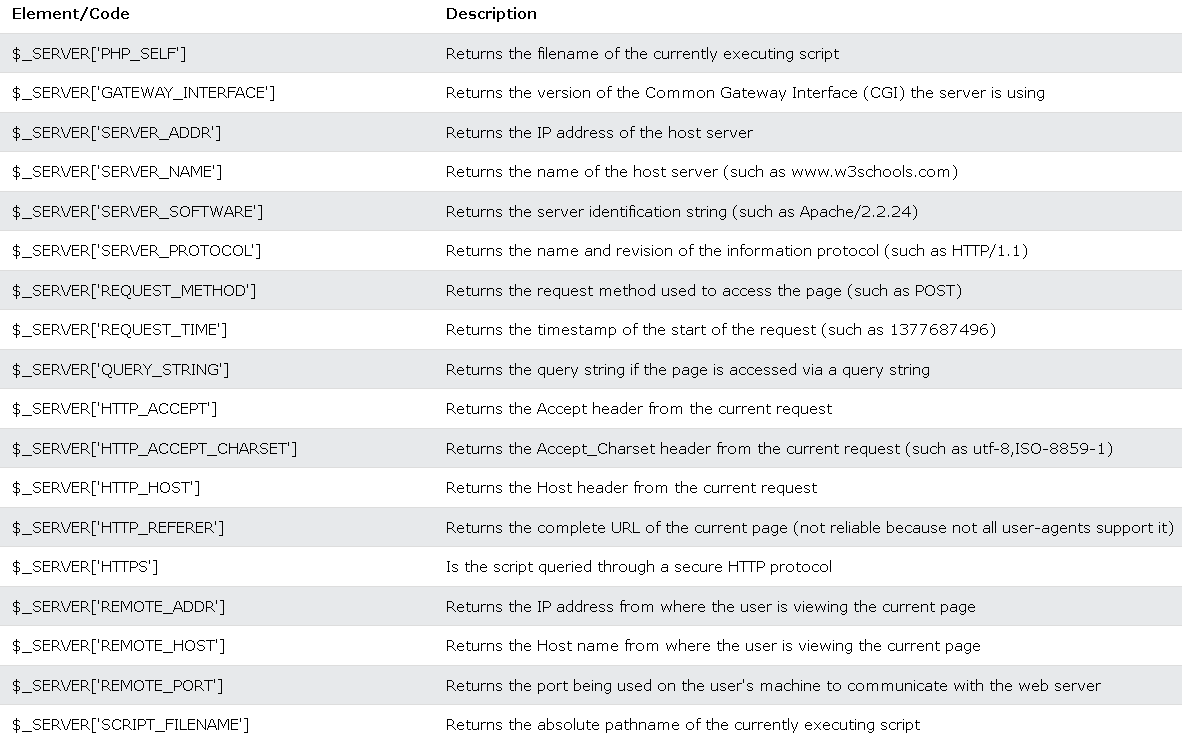 Element/Code Description
$_SERVER['PHP_SELF'] Returns the filename of the currently executing script
$_SERVER['GATEWAY_INTERFACE'] Returns the version of the Common Gateway Interface (CGI) the server is using
$_SERVER['SERVER_ADDR'] Returns the IP address of the host server
$_SERVER['SERVER_NAME'] Returns the name of the host server (such as www.w3schools.com)
$_SERVER['SERVER_SOFTWARE'] Returns the server identification string (such as Apache/2.2.24)
$_SERVER['SERVER_PROTOCOL'] Returns the name and revision of the information protocol (such as HTTP/1.1)
$_SERVER['REQUEST_METHOD'] Returns the request method used to access the page (such as POST)
$_SERVER['REQUEST_TIME'] Returns the timestamp of the start of the request (such as 1377687496)
$_SERVER['QUERY_STRING'] Returns the query string if the page is accessed via a query string
$_SERVER['HTTP_ACCEPT'] Returns the Accept header from the current request
$_SERVER['HTTP_ACCEPT_CHARSET'] Returns the Accept_Charset header from the current request (such as utf-8,ISO-8859-1)
$_SERVER['HTTP_HOST'] Returns the Host header from the current request
$_SERVER['HTTP_REFERER'] Returns the complete URL of the current page (not reliable because not all user-agents support it)
$_SERVER['HTTPS'] Is the script queried through a secure HTTP protocol
$_SERVER['REMOTE_ADDR'] Returns the IP address from where the user is viewing the current page
$_SERVER['REMOTE_HOST'] Returns the Host name from where the user is viewing the current page
$_SERVER['REMOTE_PORT'] Returns the port being used on the user's machine to communicate with the web server
$_SERVER['SCRIPT_FILENAME'] Returns the absolute pathname of the currently executing script